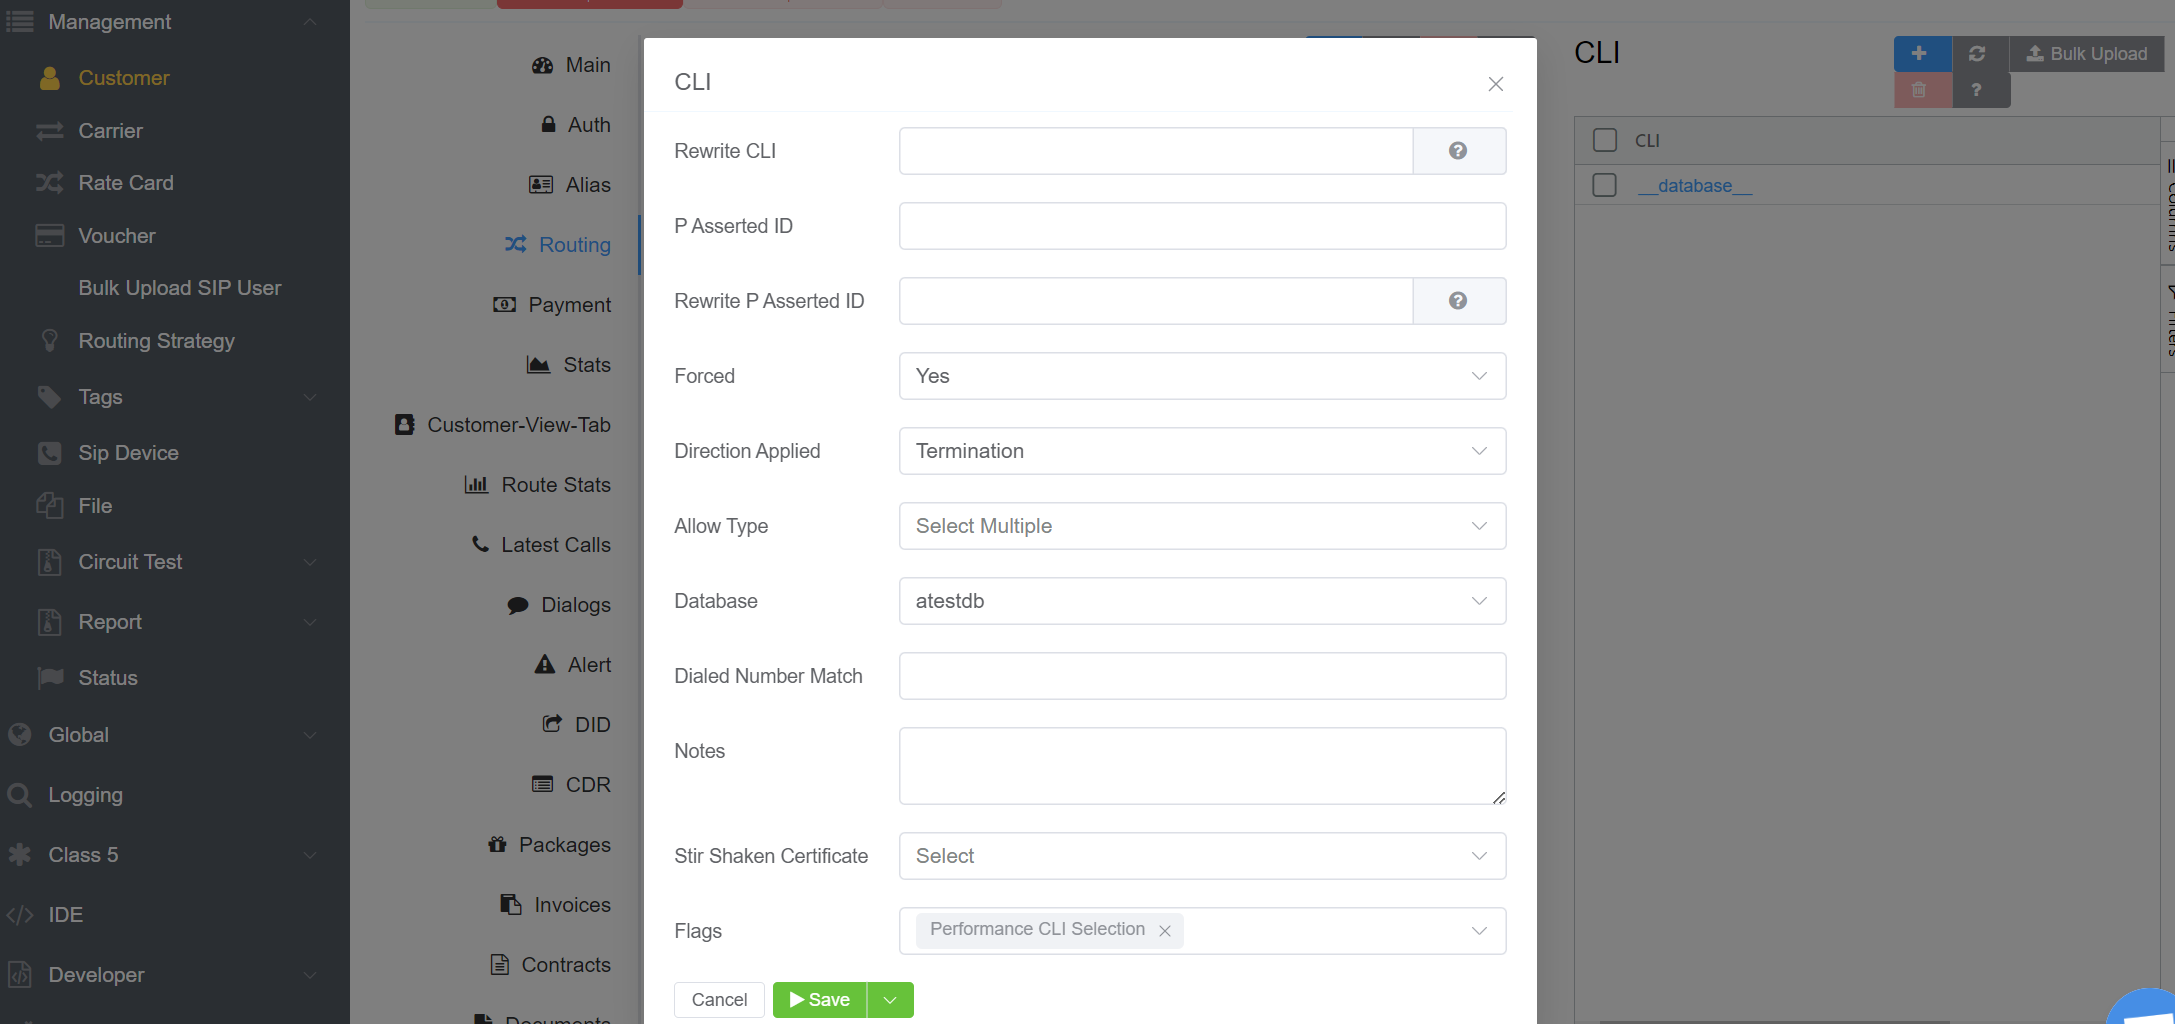 Management
Customer
Carrier
Rate Card
Voucher
Bulk Upload SIP User
Routing Strategy
Tags
Sip Device
File
Circuit Test
Report
Status
Global
Logging
Class 5
IDE
Developer
Main
Auth
Alias
Routing
Payment
Stats
Customer-View-Tab
Route Stats
Latest Calls
Dialogs
Alert
DID
CDR
Packages
Invoices
Contracts
Documents
CLI
Rewrite CLI
P Asserted ID
Rewrite P Asserted ID
Forced Yes
Direction Applied Termination
Allow Type Select Multiple
Database atestdb
Dialed Number Match
Notes
Stir Shaken Certificate Select
Flags Performance CLI Selection
Cancel Save
CLI
Bulk Upload
CLI
__database__
Columns
Filters